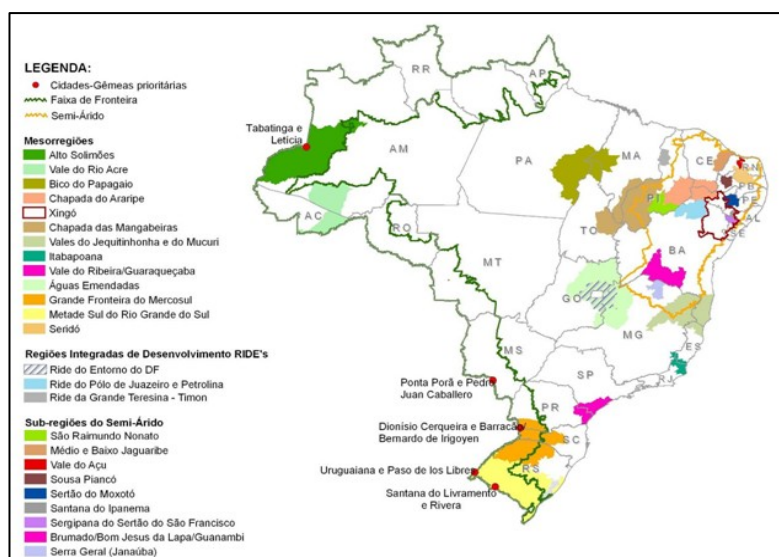 LEGENDA:
Cidades-Gêmeas prioritárias
Faixa de Fronteira
Semi-Árido
Mesorregiões
Alto Solimões
Vale do Rio Acre
Bico do Papagaio
Chapada do Araripe
Xingó
Chapada das Mangabeiras
Vales do Jequitinhonha e do Mucuri
Itabapoana
Vale do Ribeira/Guaraqueçaba
Águas Emendadas
Grande Fronteira do Mercosul
Metade Sul do Rio Grande do Sul
Seridó
Regiões Integradas de Desenvolvimento RIDE's
Ride do Entorno do DF
Ride do Pólo de Juazeiro e Petrolina
Ride da Grande Teresina - Timon
Sub-regiões do Semi-Árido
São Raimundo Nonato
Médio e Baixo Jaguaribe
Vale do Açu
Sousa Piancó
Sertão do Moxotó
Santana do Ipanema
Sergipana do Sertão do São Francisco
Brumado/Bom Jesus da Lapa/Guanambi
Serra Geral (Janaúba)
RR
AP
Tabatinga e
Letícia
AM
PA
MA
CE
RN
PB
PE
AL
SE
PI
AC
RO
TO
BA
MT
GO
MG
ES
MS
SP
RJ
Ponta Porã e Pedro
Juan Caballero
PR
Dionísio Cerqueira e Barracão/
Bernardo de Irigoyen
SC
Uruguaiana e Paso de los Libres
RS
Santana do Livramento
e Rivera